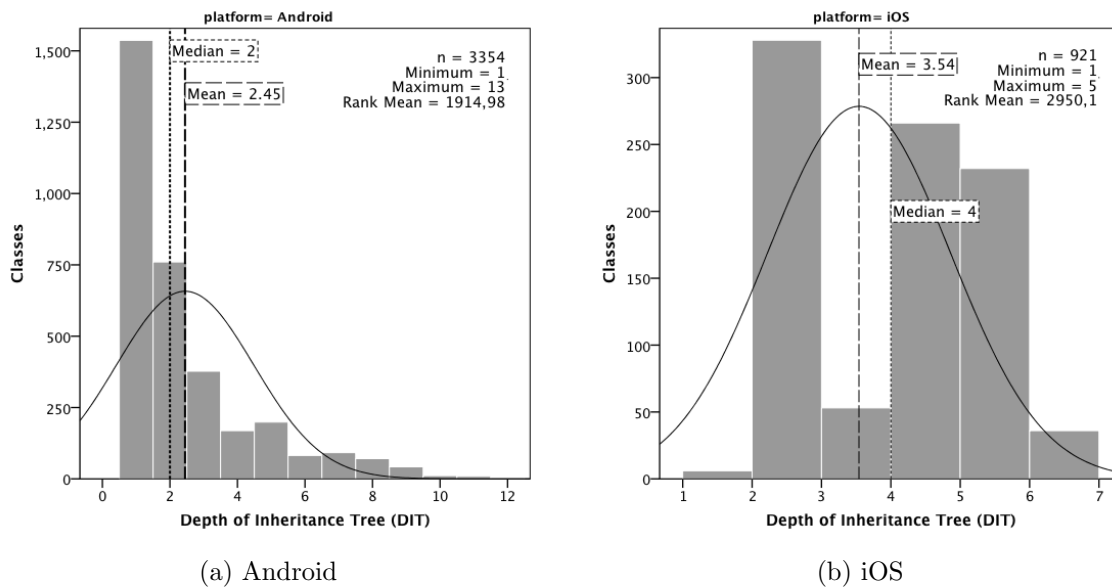 platform= Android
Median = 2
Mean = 2.45
n = 3354
Minimum = 1
Maximum = 13
Rank Mean = 1914,98
1,500
1,250
1,000
750
500
250
0
Classes
0 2 4 6 8 10 12
Depth of Inheritance Tree (DIT)
(a) Android
platform= iOS
Mean = 3.54
n = 921
Minimum = 1
Maximum = 5
Rank Mean = 2950,1
Median = 4
300
250
200
150
100
50
0
Classes
1 2 3 4 5 6 7
Depth of Inheritance Tree (DIT)
(b) iOS